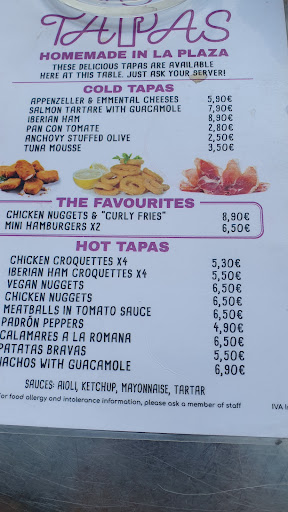 TAPAS
HOMEMADE IN LA PLAZA
THESE DELICIOUS TAPAS ARE AVAILABLE
HERE AT THIS TABLE. JUST ASK YOUR SERVER!
COLD TAPAS
APPENZELLER & EMMENTAL CHEESES 5,90€
SALMON TARTARE WITH GUACAMOLE 7,90€
IBERIAN HAM 8,90€
PAN CON TOMATE 2,80€
ANCHOVY STUFFED OLIVE 2,50€
TUNA MOUSSE 3,50€
THE FAVOURITES
CHICKEN NUGGETS & "CURLY FRIES" 8,90€
MINI HAMBURGERS X2 6,50€
HOT TAPAS
CHICKEN CROQUETTES X4 5,30€
IBERIAN HAM CROQUETTES X4 5,50€
VEGAN NUGGETS 6,50€
CHICKEN NUGGETS 6,50€
MEATBALLS IN TOMATO SAUCE 6,50€
PADRÓN PEPPERS 4,90€
CALAMARES A LA ROMANA 6,50€
PATATAS BRAVAS 5,50€
NACHOS WITH GUACAMOLE 6,90€
SAUCES: AIOLI, KETCHUP, MAYONNAISE, TARTAR
For food allergy and intolerance information, please ask a member of staff IVA